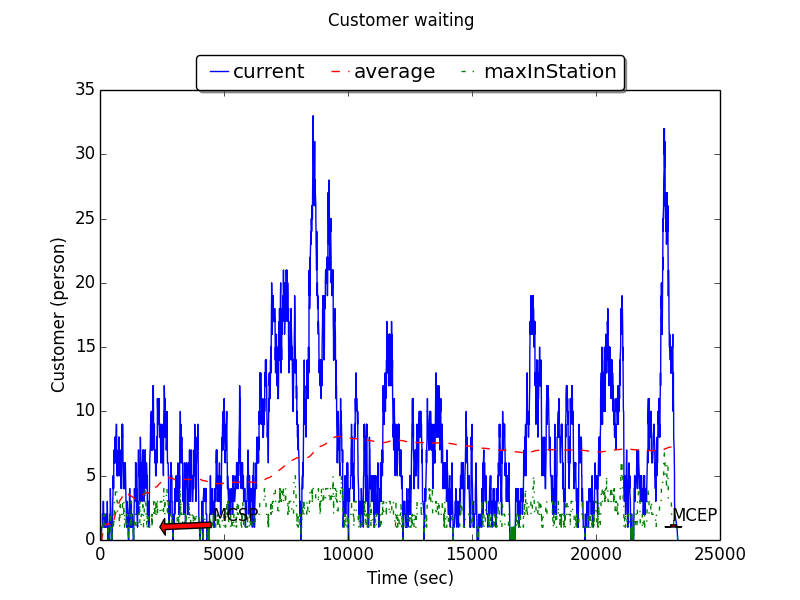 Customer waiting
current average maxInStation
35
30
25
20
15
10
5
0
Customer (person)
MCSP
MCEP
0 5000 10000 15000 20000 25000
Time (sec)